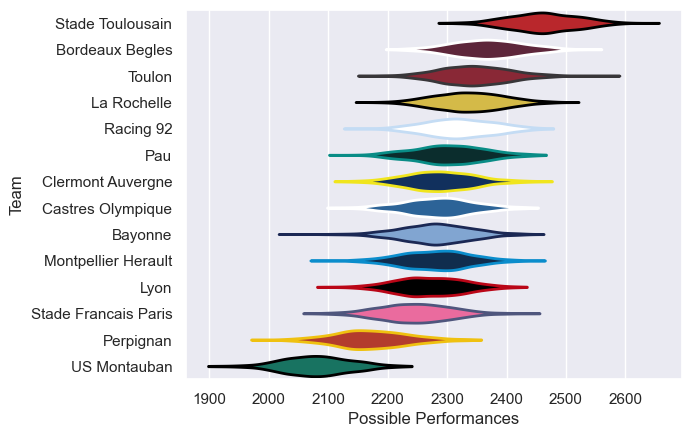 Stade Toulousain
Bordeaux Begles
Toulon
La Rochelle
Racing 92
Pau
Clermont Auvergne
Castres Olympique
Bayonne
Montpellier Herault
Lyon
Stade Francais Paris
Perpignan
US Montauban
Team
1900 2000 2100 2200 2300 2400 2500 2600
Possible Performances